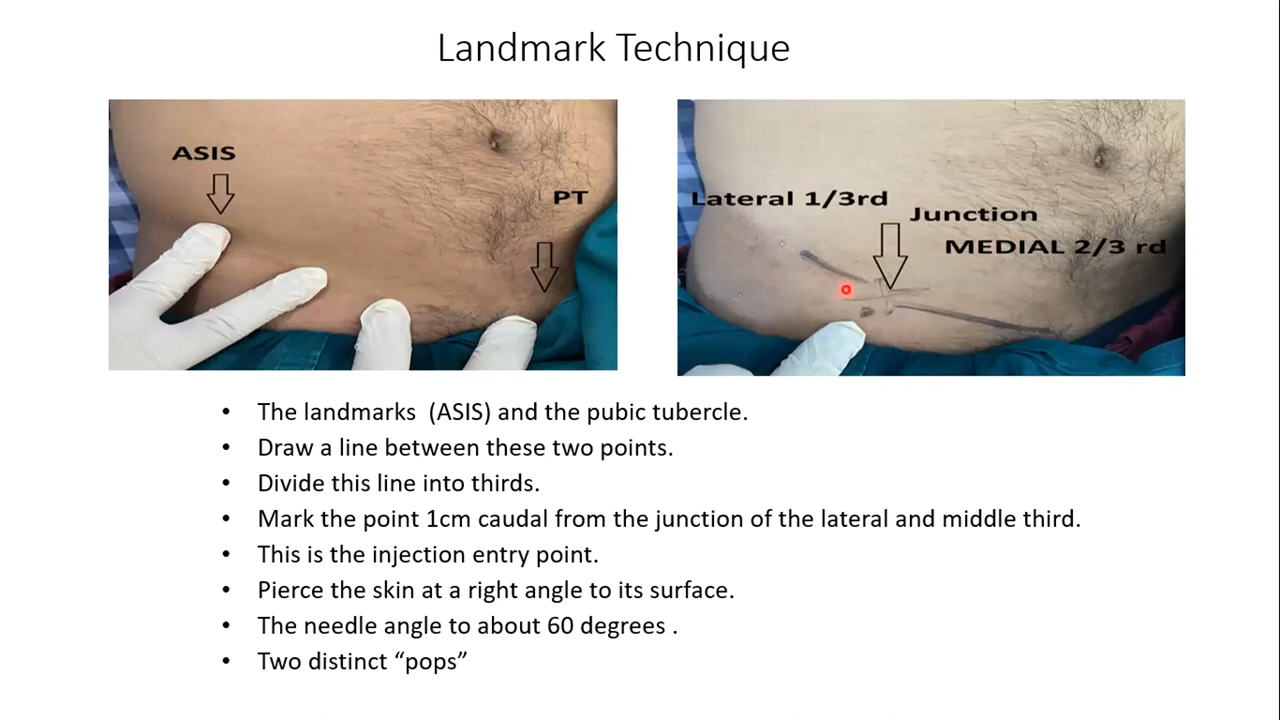 Landmark Technique
ASIS
PT
Lateral 1/3rd
Junction
MEDIAL 2/3 rd
• The landmarks (ASIS) and the pubic tubercle.
• Draw a line between these two points.
• Divide this line into thirds.
• Mark the point 1cm caudal from the junction of the lateral and middle third.
• This is the injection entry point.
• Pierce the skin at a right angle to its surface.
• The needle angle to about 60 degrees .
• Two distinct “pops”